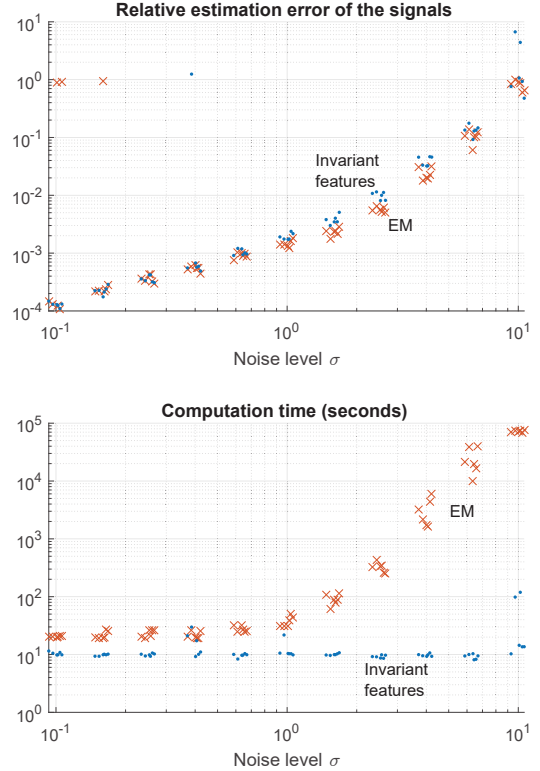 Relative estimation error of the signals
10^1
10^0
10^-1
10^-2
10^-3
10^-4
Invariant
features
EM
10^-1
10^0
10^1
Noise level σ
Computation time (seconds)
10^5
10^4
10^3
10^2
10^1
10^0
EM
Invariant
features
10^-1
10^0
10^1
Noise level σ